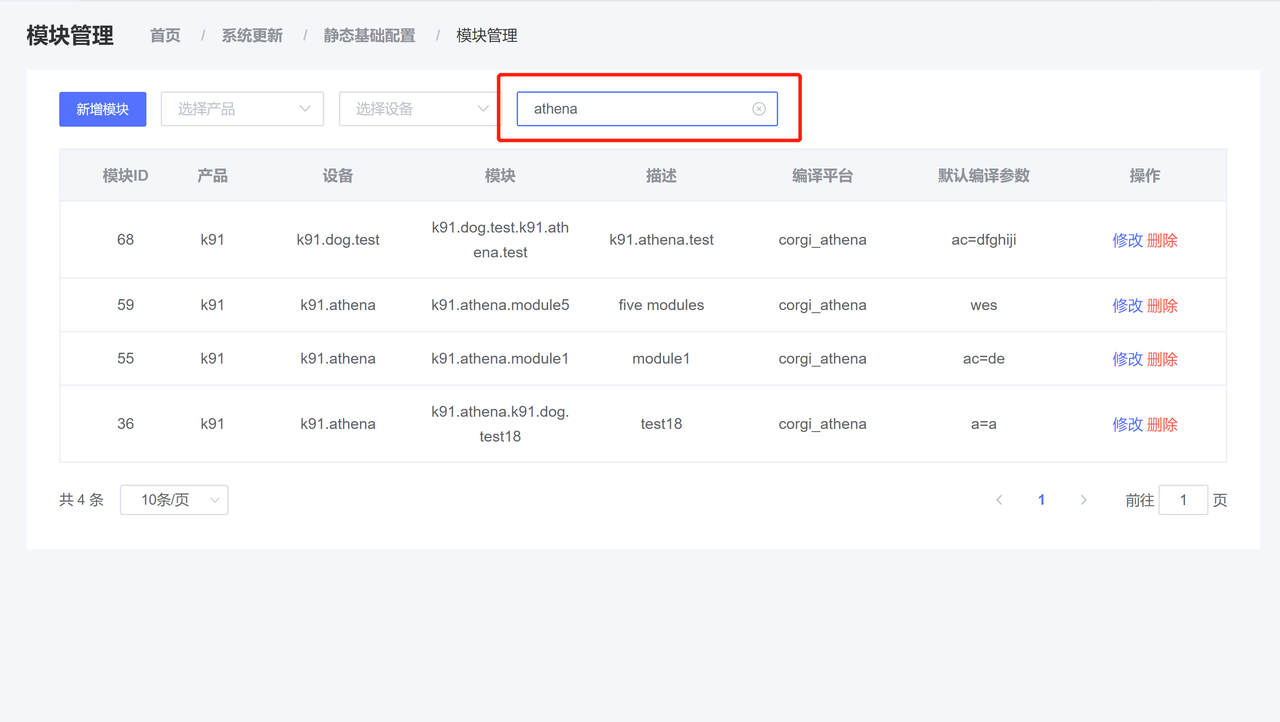 模块管理 首页 / 系统更新 / 静态基础配置 / 模块管理
新增模块 选择产品 选择设备 athena
模块ID 产品 设备 模块 描述 编译平台 默认编译参数 操作
68 k91 k91.dog.test k91.dog.test.k91.ath k91.athena.test corgi_athena ac=dfghiji 修改 删除
ena.test
59 k91 k91.athena k91.athena.module5 five modules corgi_athena wes 修改 删除
55 k91 k91.athena k91.athena.module1 module1 corgi_athena ac=de 修改 删除
36 k91 k91.athena k91.athena.k91.dog. test18 corgi_athena a=a 修改 删除
test18
共 4 条 10条/页 1 前往 1 页